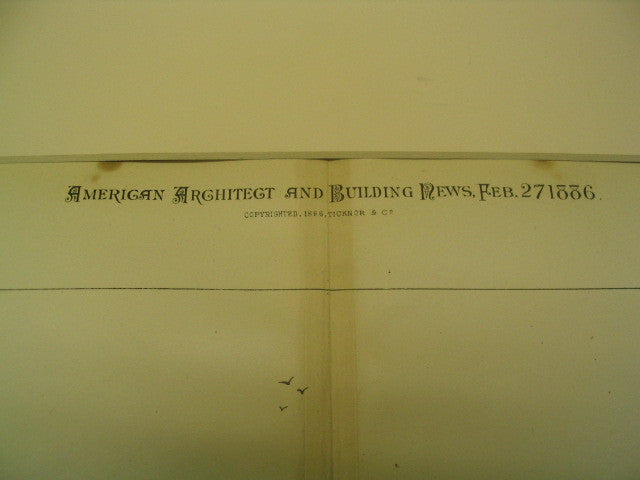 AMERICAN ARCHITECT AND BUILDING NEWS, FEB. 27 1886.
COPYRIGHTED, 1886, TICKNOR & Co